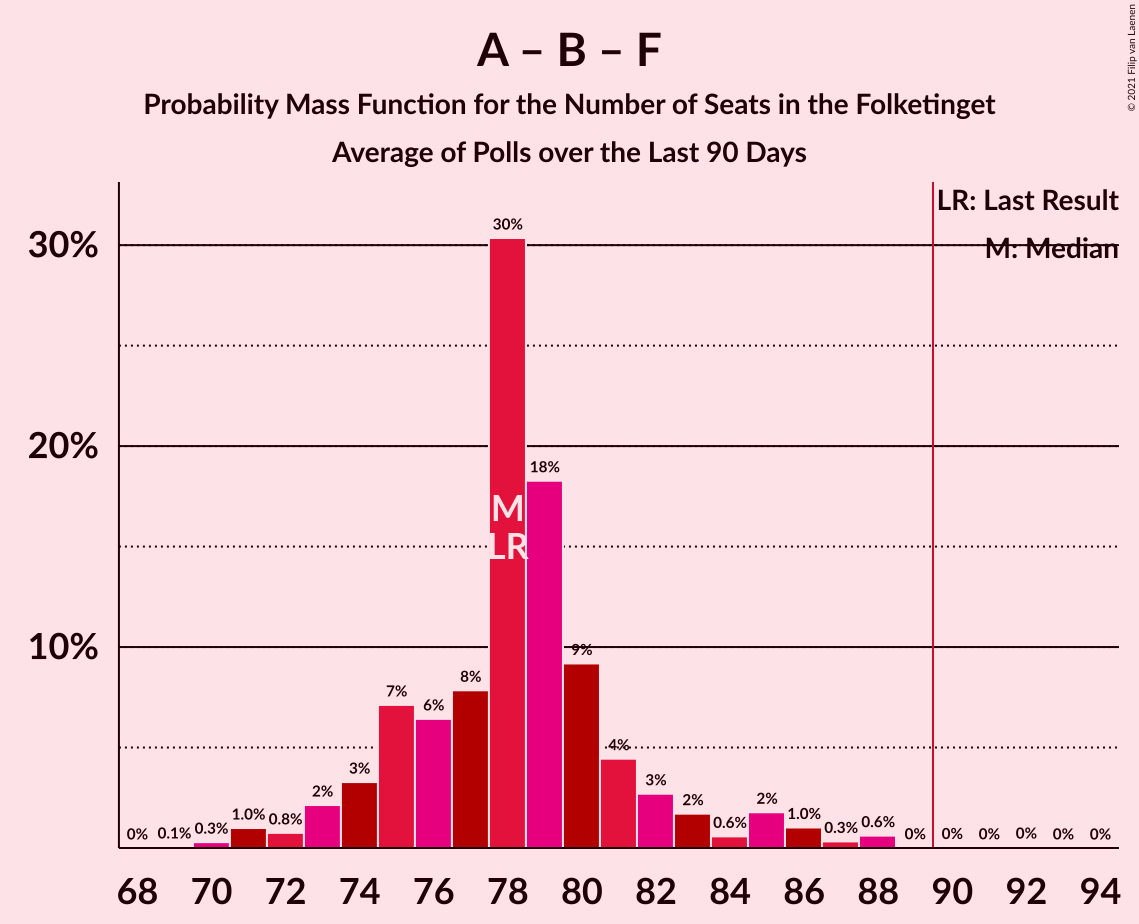 A – B – F
Probability Mass Function for the Number of Seats in the Folketinget
Average of Polls over the Last 90 Days
© 2021 Filip van Laenen
LR: Last Result
M: Median
30%
20%
10%
0% 0.1% 0.3% 1.0% 0.8% 2% 3% 7% 6% 8% 30% 18% 9% 4% 3% 2% 0.6% 2% 1.0% 0.3% 0.6% 0% 0% 0% 0% 0% 0%
M
LR
68 70 72 74 76 78 80 82 84 86 88 90 92 94